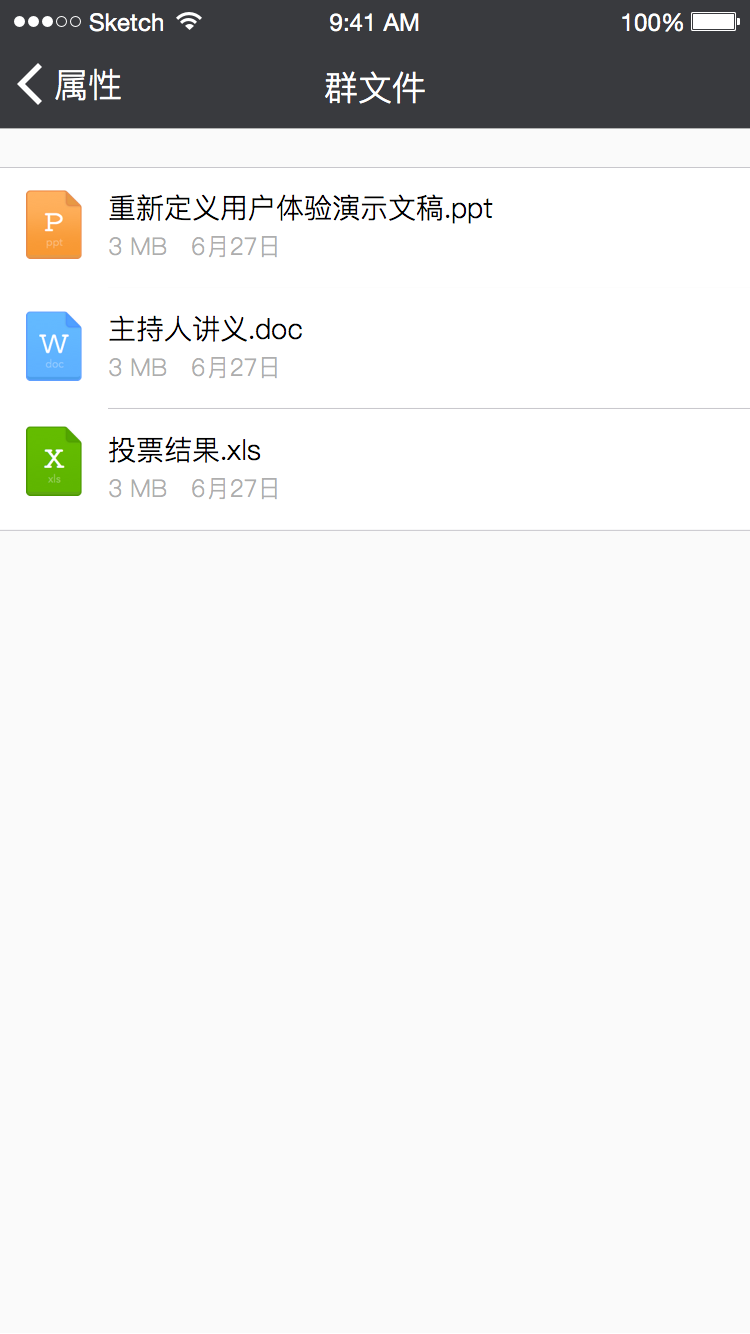 Sketch 9:41 AM 100%
属性 群文件
P
ppt
重新定义用户体验演示文稿.ppt
3 MB 6月27日
W
doc
主持人讲义.doc
3 MB 6月27日
X
xls
投票结果.xls
3 MB 6月27日